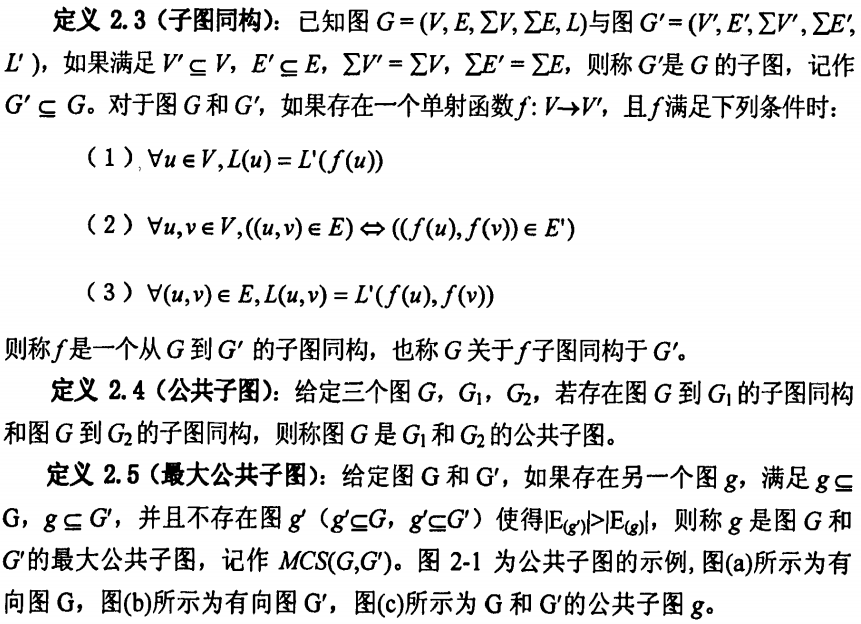 定义 2.3（子图同构）：已知图 G = (V, E, ∑V, ∑E, L)与图 G′ = (V′, E′, ∑V′, ∑E′,
L′ )，如果满足 V′ ⊆ V，E′ ⊆ E，∑V′ = ∑V，∑E′ = ∑E，则称 G′是 G 的子图，记作
G′ ⊆ G。对于图 G 和 G′，如果存在一个单射函数 f: V→V′，且 f 满足下列条件时：
（1）∀u ∈ V, L(u) = L'(f(u))
（2）∀u, v ∈ V, ((u, v) ∈ E) ⇔ ((f(u), f(v)) ∈ E')
（3）∀(u, v) ∈ E, L(u, v) = L'(f(u), f(v))
则称 f 是一个从 G 到 G′ 的子图同构，也称 G 关于 f 子图同构于 G′。
定义 2.4（公共子图）：给定三个图 G，G₁，G₂，若存在图 G 到 G₁ 的子图同构
和图 G 到 G₂ 的子图同构，则称图 G 是 G₁ 和 G₂ 的公共子图。
定义 2.5（最大公共子图）：给定图 G 和 G′，如果存在另一个图 g，满足 g ⊆
G，g ⊆ G′，并且不存在图 g′（g′⊆G，g′⊆G′）使得|E(g′)|>|E(g)|，则称 g 是图 G 和
G′的最大公共子图，记作 MCS(G,G′)。图 2-1 为公共子图的示例, 图(a)所示为有
向图 G，图(b)所示为有向图 G′，图(c)所示为 G 和 G′的公共子图 g。